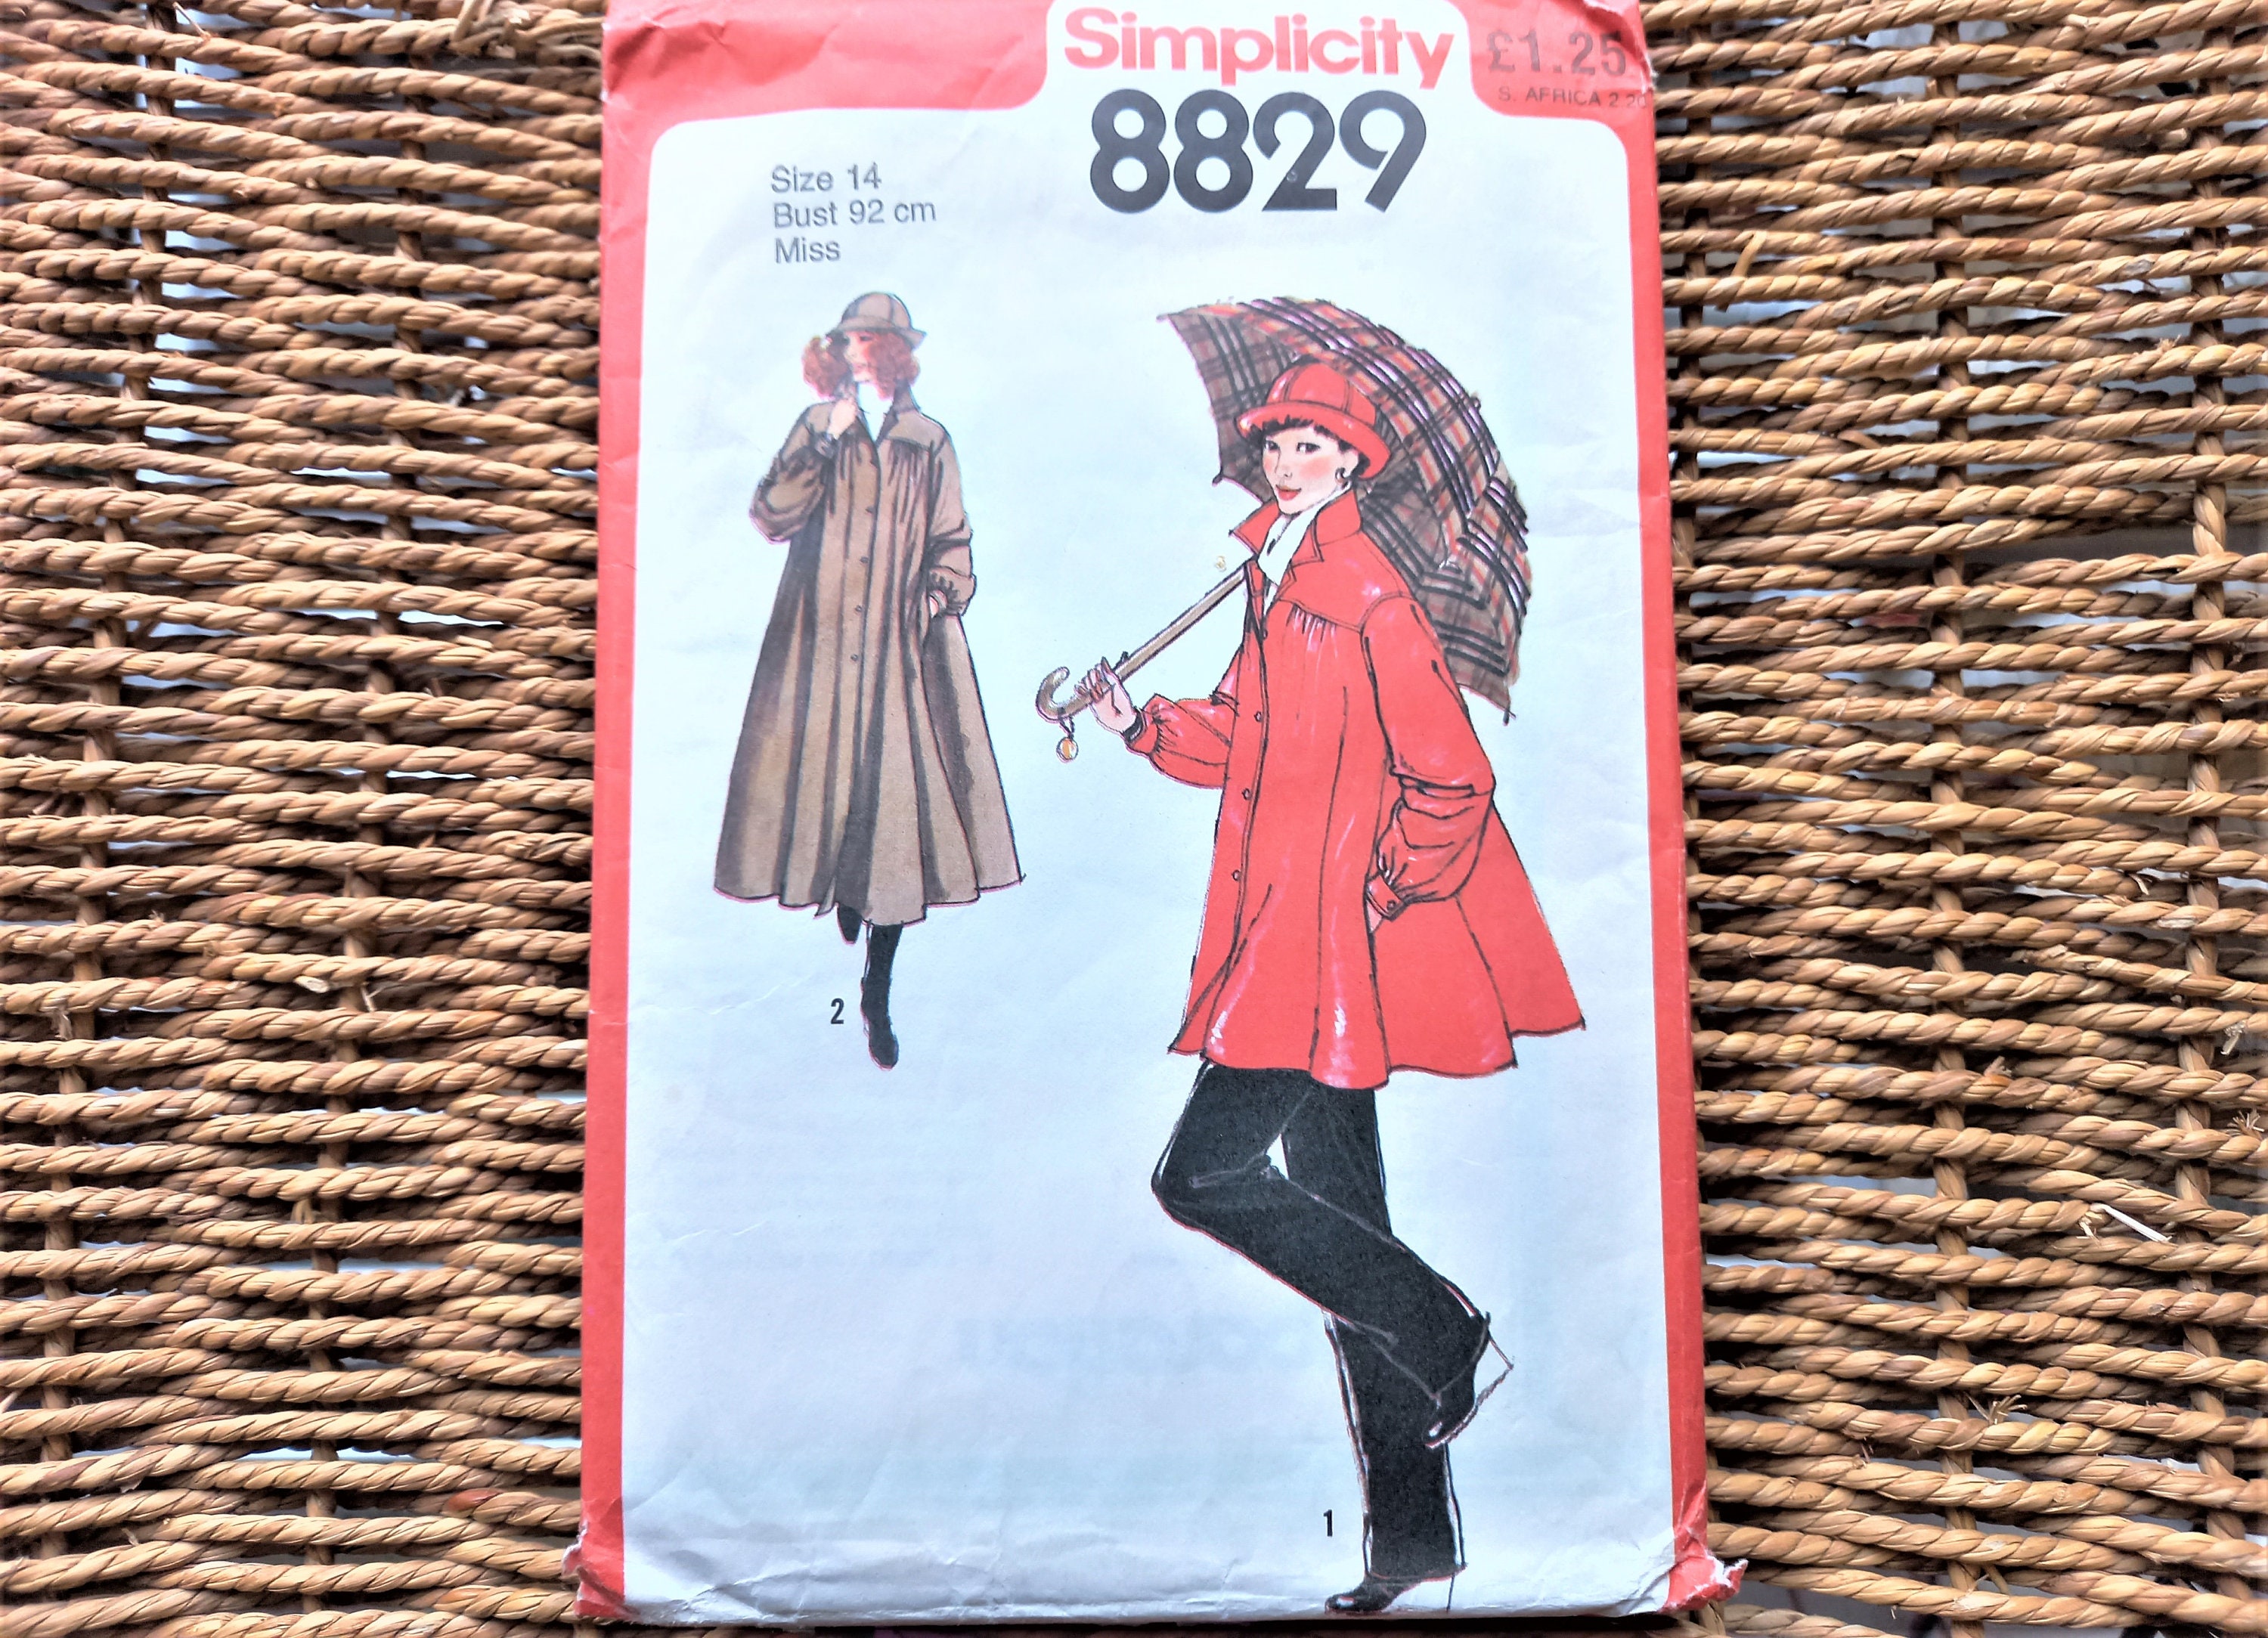 Simplicity
£1.25
S. AFRICA 2.20
8829
Size 14
Bust 92 cm
Miss
2
1